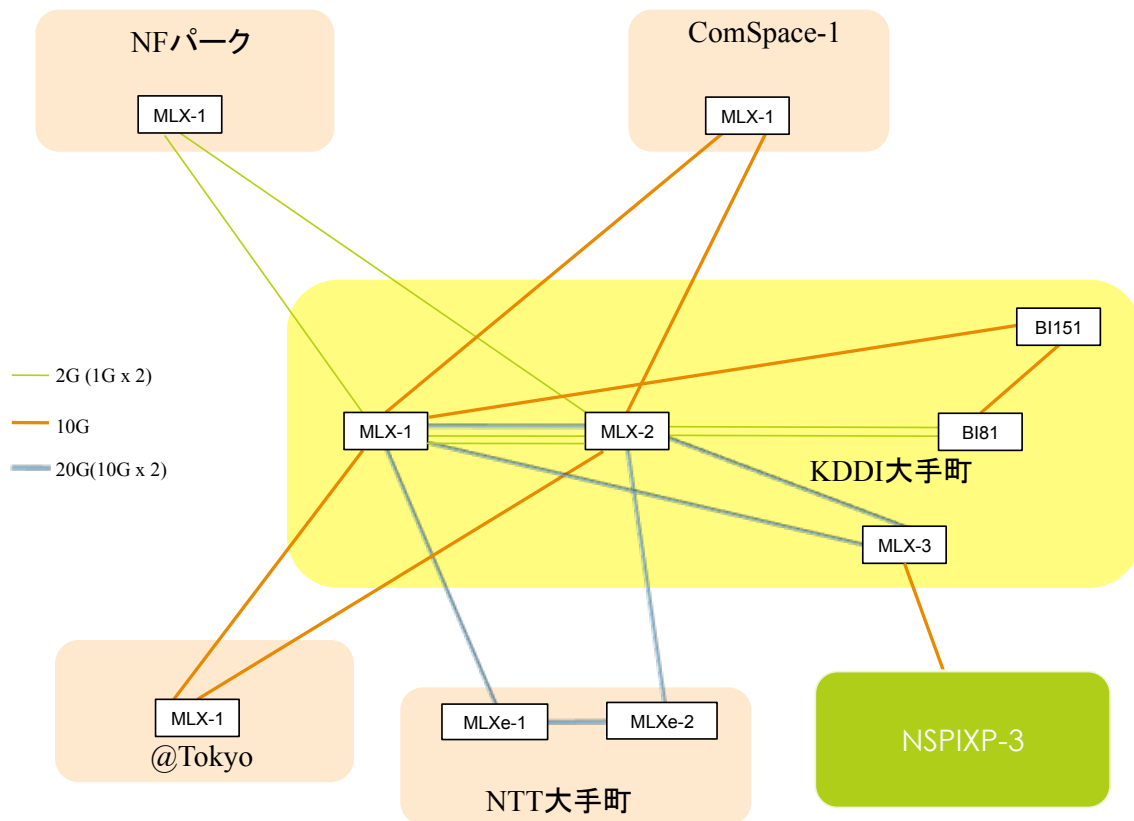 NFパーク
ComSpace-1
MLX-1
MLX-1
BI151
2G (1G x 2)
10G
20G(10G x 2)
MLX-1
MLX-2
BI81
KDDI大手町
MLX-3
MLX-1
@Tokyo
MLXe-1
MLXe-2
NTT大手町
NSPIXP-3